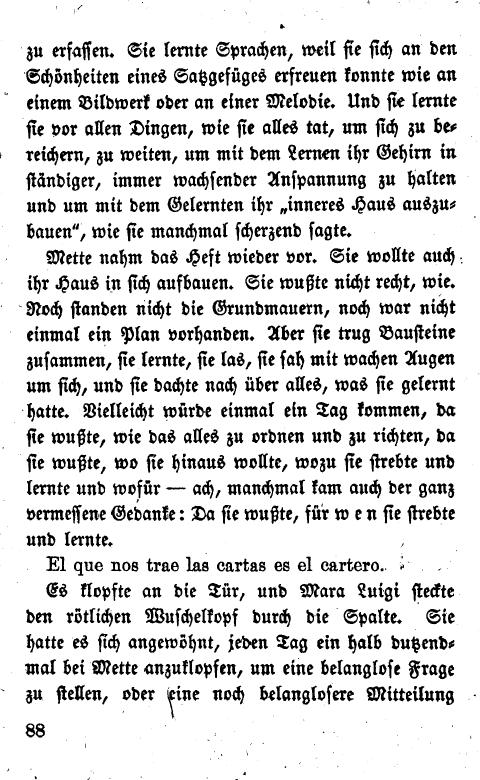 zu erfassen. Sie lernte Sprachen, weil sie sich an den
Schönheiten eines Satzgefüges erfreuen konnte wie an
einem Bildwerk oder an einer Melodie. Und sie lernte
sie vor allen Dingen, wie sie alles tat, um sich zu be-
reichern, zu weiten, um mit dem Lernen ihr Gehirn in
ständiger, immer wachsender Anspannung zu halten
und um mit dem Gelernten ihr „inneres Haus auszu-
bauen“, wie sie manchmal scherzend sagte.
Mette nahm das Heft wieder vor. Sie wollte auch
ihr Haus in sich aufbauen. Sie wußte nicht recht, wie.
Noch standen nicht die Grundmauern, noch war nicht
einmal ein Plan vorhanden. Aber sie trug Bausteine
zusammen, sie lernte, sie las, sie sah mit wachen Augen
um sich, und sie dachte nach über alles, was sie gelernt
hatte. Vielleicht würde einmal ein Tag kommen, da
sie wußte, wie das alles zu ordnen und zu richten, da
sie wußte, wo sie hinaus wollte, wozu sie strebte und
lernte und wofür — ach, manchmal kam auch der ganz
vermessene Gedanke: Da sie wußte, für w e n sie strebte
und lernte.
El que nos trae las cartas es el cartero.
Es klopfte an die Tür, und Mara Luigi steckte
den rötlichen Wuschelkopf durch die Spalte. Sie
hatte es sich angewöhnt, jeden Tag ein halb dutzend-
mal bei Mette anzuklopfen, um eine belanglose Frage
zu stellen, oder eine noch belanglosere Mitteilung
88